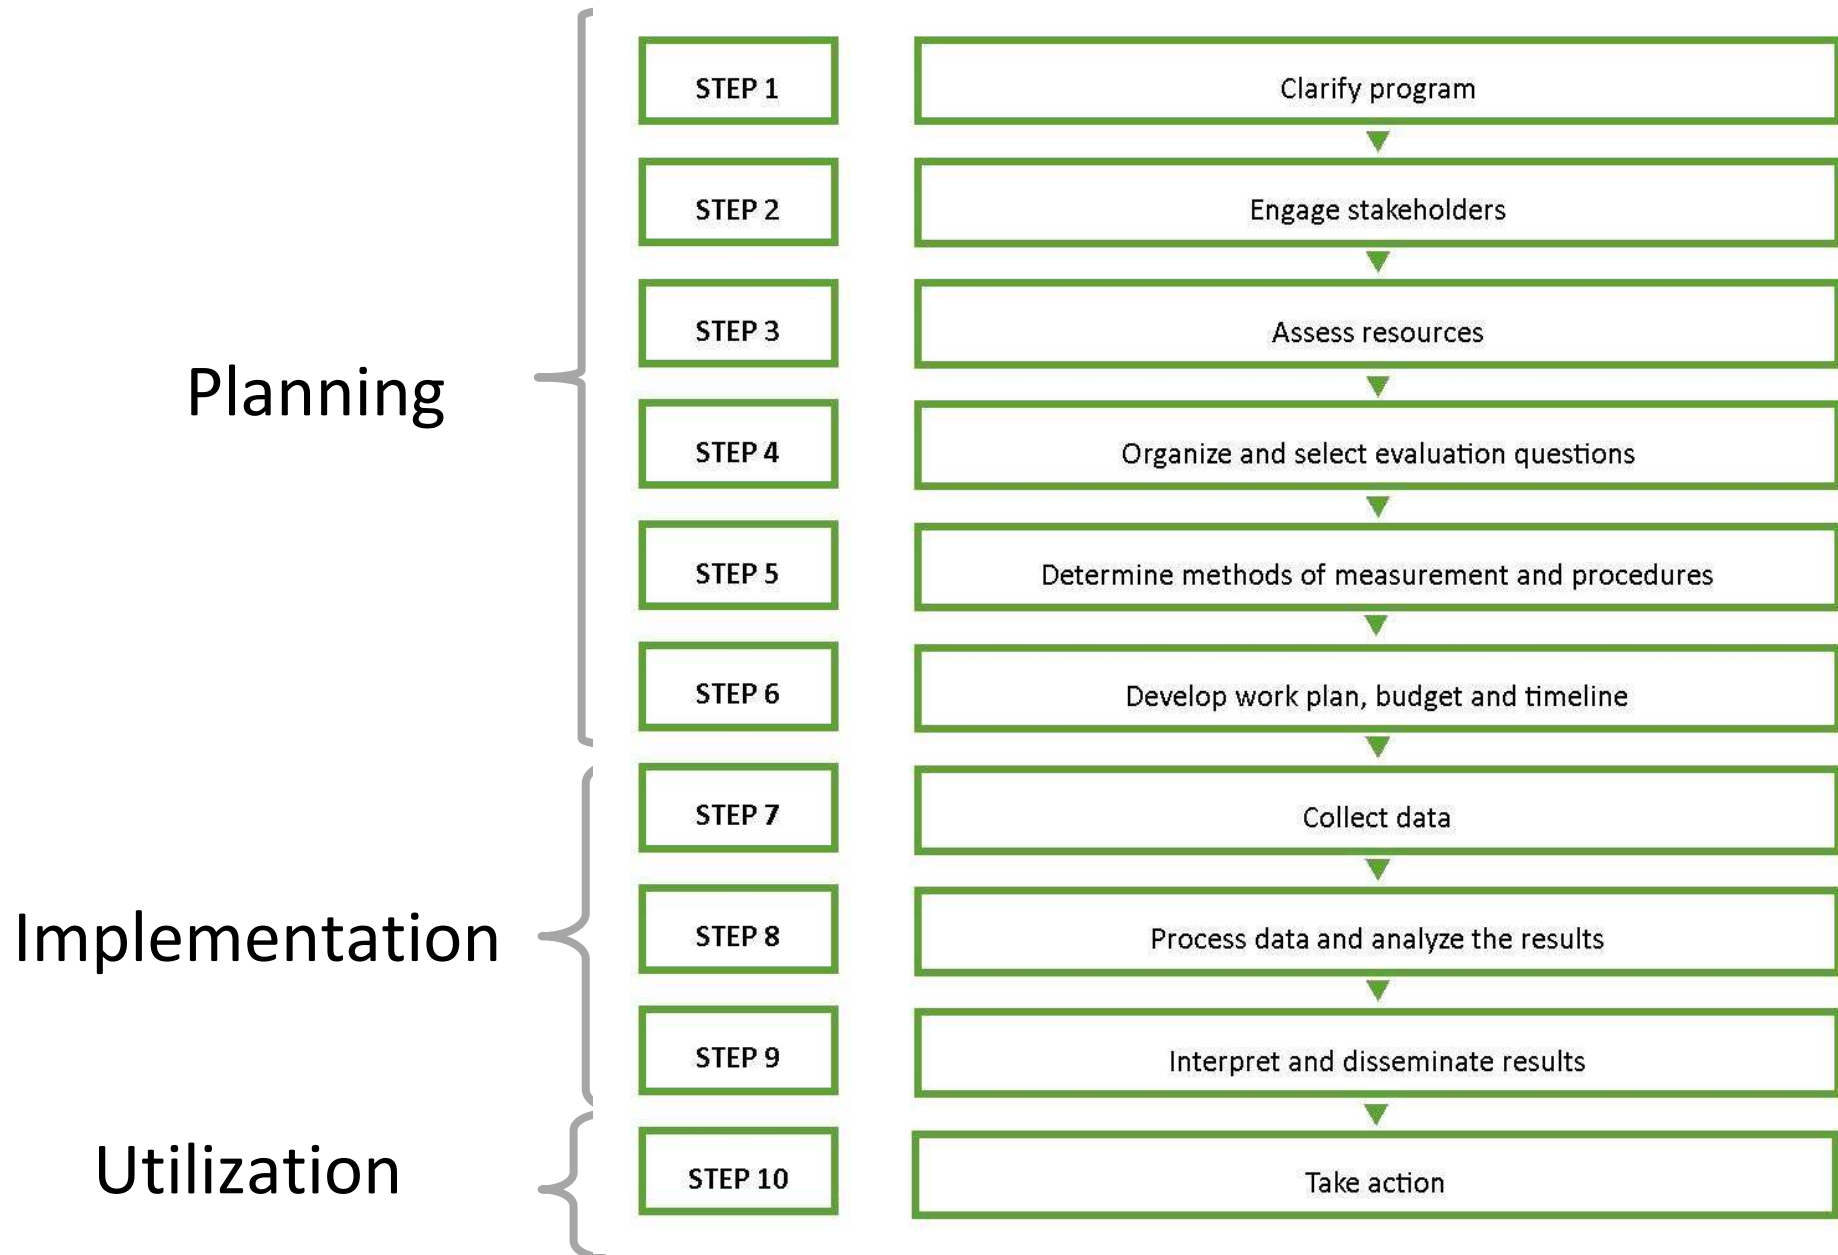 STEP 1
Clarify program
STEP 2
Engage stakeholders
STEP 3
Assess resources
Planning
STEP 4
Organize and select evaluation questions
STEP 5
Determine methods of measurement and procedures
STEP 6
Develop work plan, budget and timeline
STEP 7
Collect data
Implementation
STEP 8
Process data and analyze the results
STEP 9
Interpret and disseminate results
Utilization
STEP 10
Take action